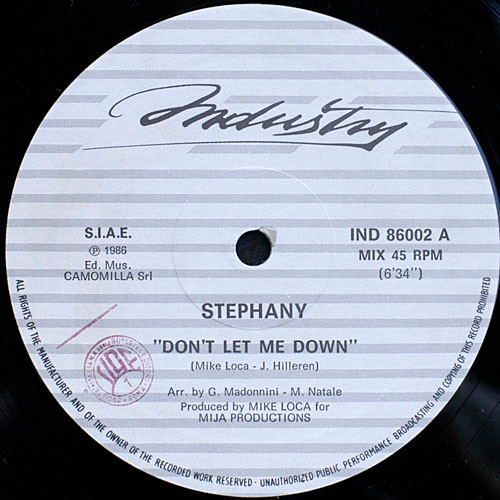 Industry
S.I.A.E.
℗ 1986
Ed. Mus.
CAMOMILLA Srl
IND 86002 A
MIX 45 RPM
(6'34'')
STEPHANY
"DON'T LET ME DOWN"
(Mike Loca - J. Hilleren)
Arr. by G. Madonnini - M. Natale
Produced by MIKE LOCA for
MIJA PRODUCTIONS
ALL RIGHTS OF THE MANUFACTURER AND OF THE OWNER OF THE RECORDED WORK RESERVED · UNAUTHORIZED PUBLIC PERFORMANCE BROADCASTING AND COPYING OF THIS RECORD PROHIBITED